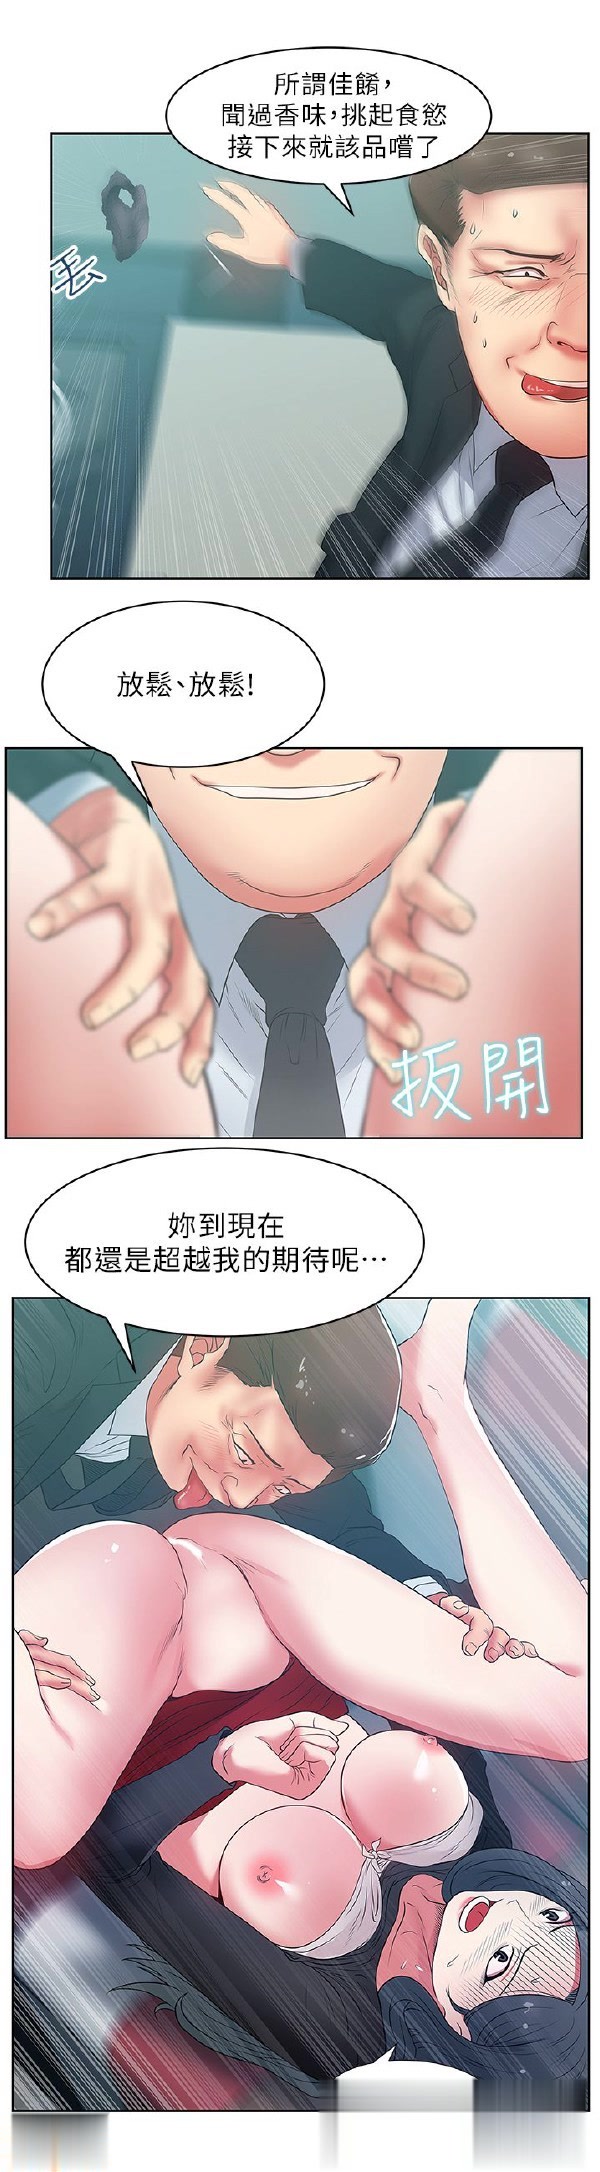 所謂佳餚，
聞過香味，挑起食慾
接下來就該品嚐了
丟
放鬆、放鬆！
扳開
妳到現在
都還是超越我的期待呢…